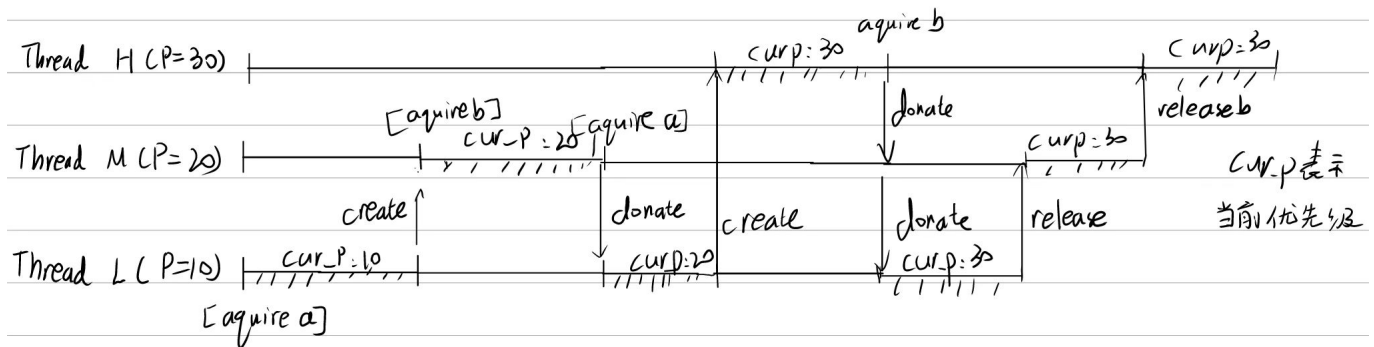 aquire b
Thread H (P=30) curp:30 curp:30
donate release b
[aquire b] [aquire a]
Thread M (P=20) cur_P:20 curp:30
cur_p表示
当前优先级
create donate create donate release
Thread L (P=10) cur_P:10 curp:20 cur_p:30
[aquire a]